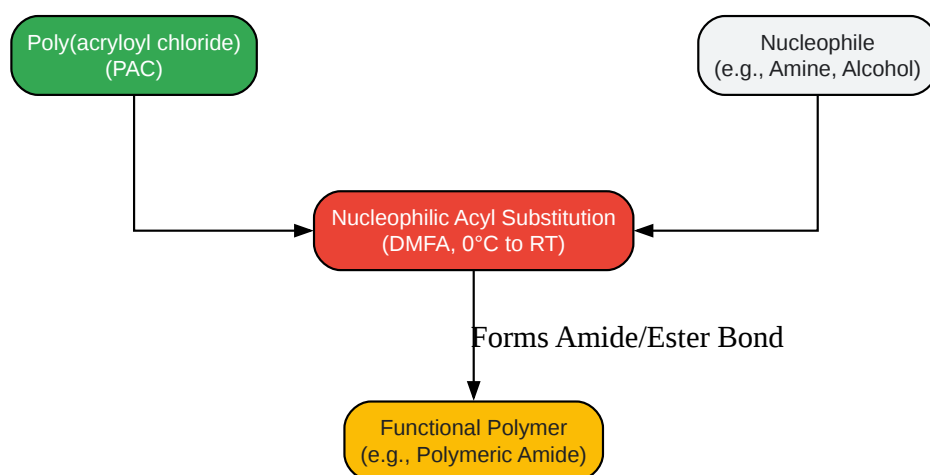 Poly(acryloyl chloride)
(PAC)
Nucleophile
(e.g., Amine, Alcohol)
Nucleophilic Acyl Substitution
(DMFA, 0°C to RT)
Forms Amide/Ester Bond
Functional Polymer
(e.g., Polymeric Amide)